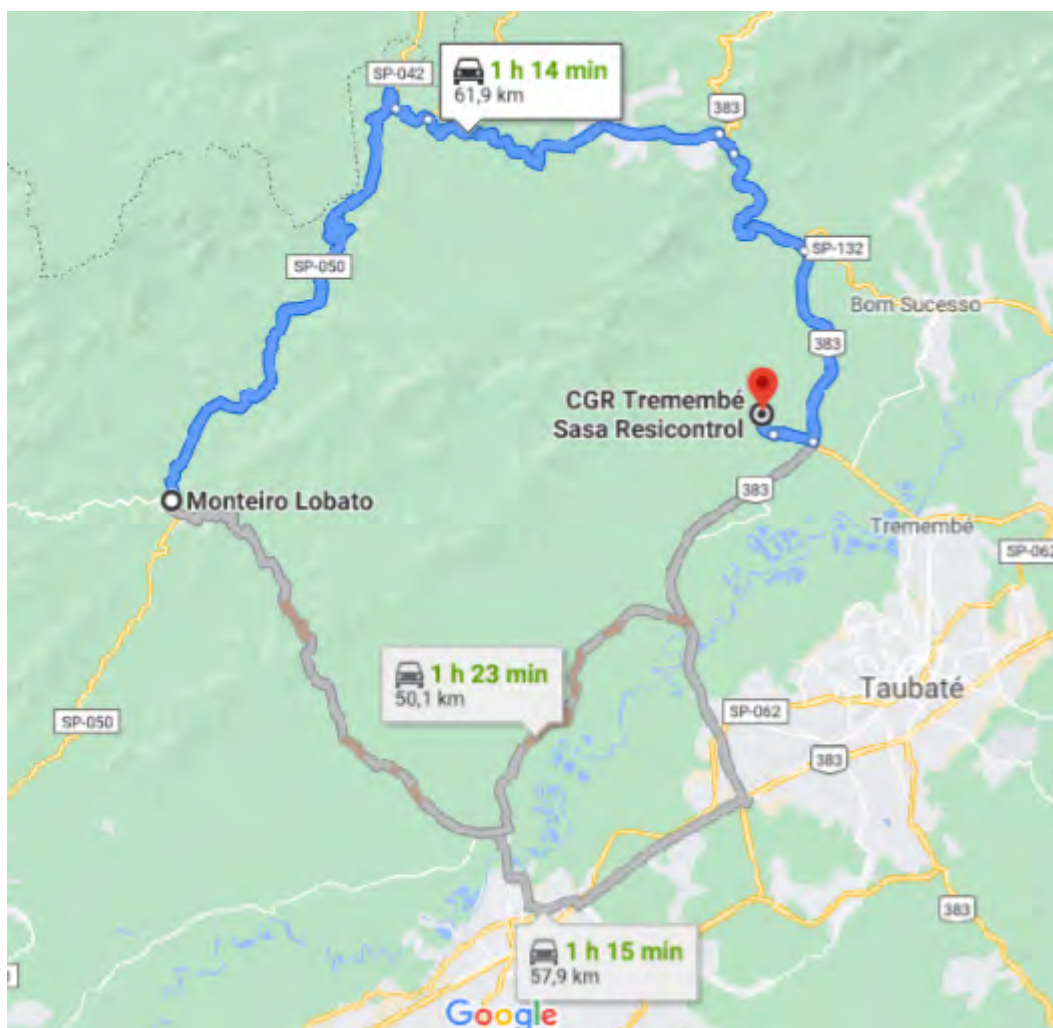 SP-042
1 h 14 min
61,9 km
383
SP-050
SP-132
Bom Sucesso
383
CGR Tremembé
Sasa Resicontrol
Monteiro Lobato
383
Tremembé
SP-062
1 h 23 min
50,1 km
Taubaté
SP-050
SP-062
383
383
1 h 15 min
57,9 km
Google